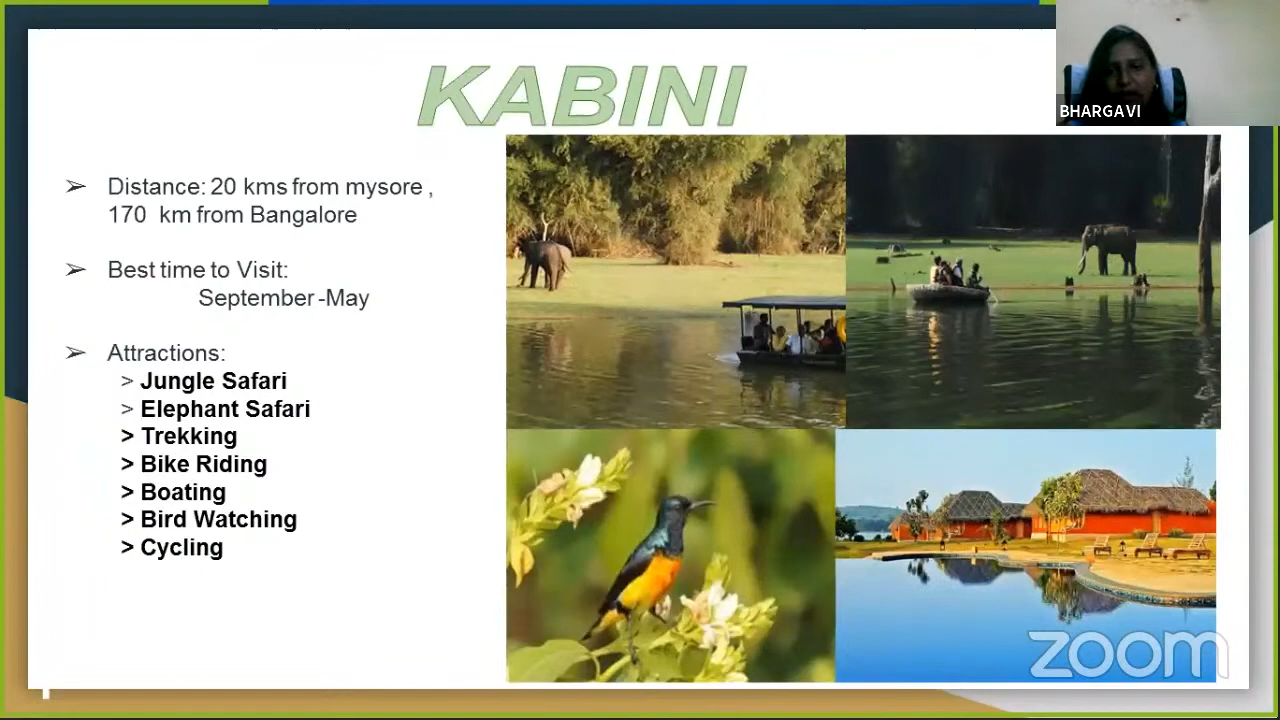 KABINI
BHARGAVI
➢ Distance: 20 kms from mysore ,
170 km from Bangalore
➢ Best time to Visit:
September -May
➢ Attractions:
> Jungle Safari
> Elephant Safari
> Trekking
> Bike Riding
> Boating
> Bird Watching
> Cycling
zoom